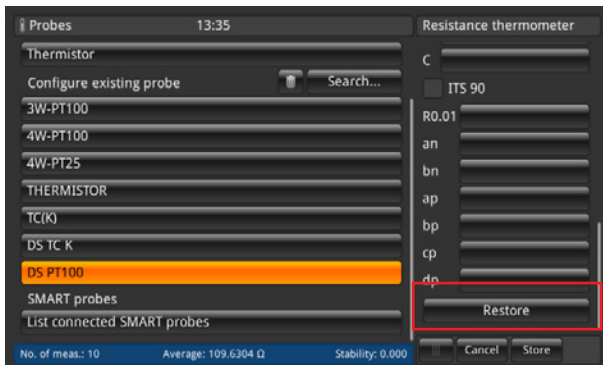 Probes 13:35
Thermistor
Configure existing probe Search...
3W-PT100
4W-PT100
4W-PT25
THERMISTOR
TC(K)
DS TC K
DS PT100
SMART probes
List connected SMART probes
No. of meas.: 10 Average: 109.6304 Ω Stability: 0.000
Resistance thermometer
C
ITS 90
R0.01
an
bn
ap
bp
cp
dp
Restore
Cancel Store